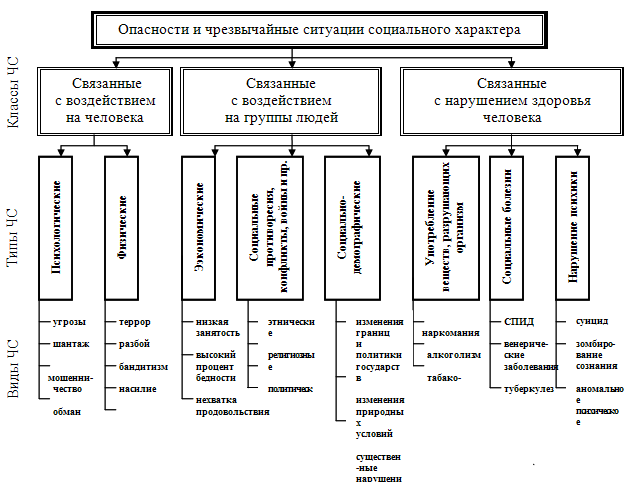 Опасности и чрезвычайные ситуации социального характера
Классы ЧС
Связанные
с воздействием
на человека
Связанные
с воздействием
на группы людей
Связанные
с нарушением здоровья
человека
Типы ЧС
Психологические
Физические
Ээкономические
Социальные
противоресия,
конфликты, войны и пр.
Социально-
демографические
Употребление
веществ, разрушающих
организм
Социальные болезни
Нарушение психики
Виды ЧС
угрозы
шантаж
мошенни-
чество
обман
террор
разбой
бандитизм
насилие
низкая
занятость
высокий
процент
бедности
нехватка
продовольствия
этнические
е
религиозны
е
политическ
изменения
границ
и
политики
государст
в
изменения
природны
х
условий
существен
-ные
нарушени
наркомания
алкоголизм
табако-
СПИД
венериче-
ские
заболевания
туберкулез
суицид
зомбиро-
вание
сознания
аномально
е
е